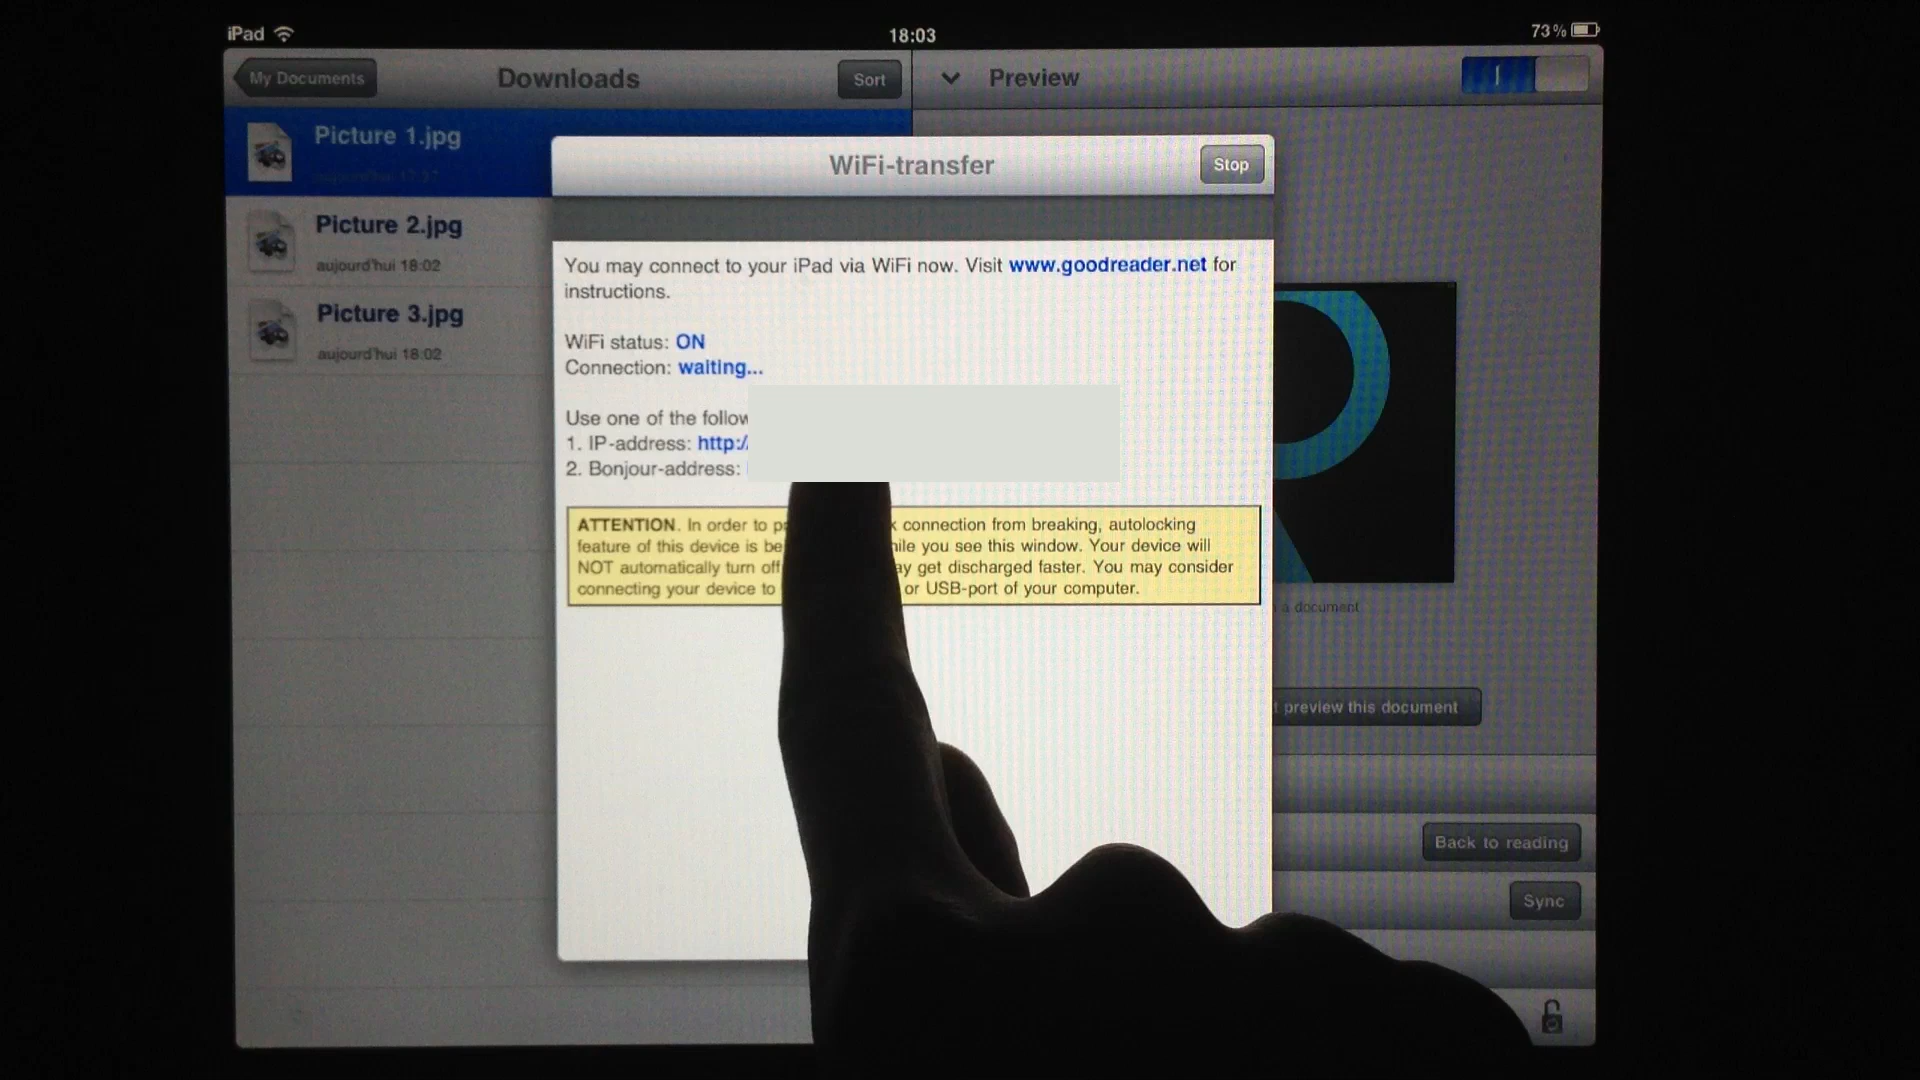 iPad
18:03
73%
My Documents
Downloads
Sort
Preview
Picture 1.jpg
aujourd'hui 17:37
Picture 2.jpg
aujourd'hui 18:02
Picture 3.jpg
aujourd'hui 18:02
WiFi-transfer
Stop
You may connect to your iPad via WiFi now. Visit www.goodreader.net for
instructions.
WiFi status: ON
Connection: waiting...
Use one of the follow
1. IP-address: http:/
2. Bonjour-address:
ATTENTION. In order to connection from breaking, autolocking
feature of this device is while you see this window. Your device will
NOT automatically turn off get discharged faster. You may consider
connecting your device to or USB-port of your computer.
a document
preview this document
Back to reading
Sync